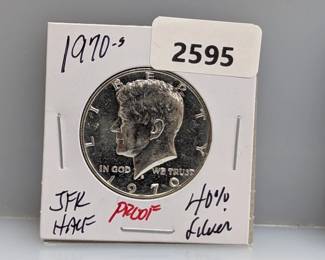 1970-s
2595
LIBERTY
IN GOD WE TRUST
1970
JFK
HALF
PROOF
40%
Silver